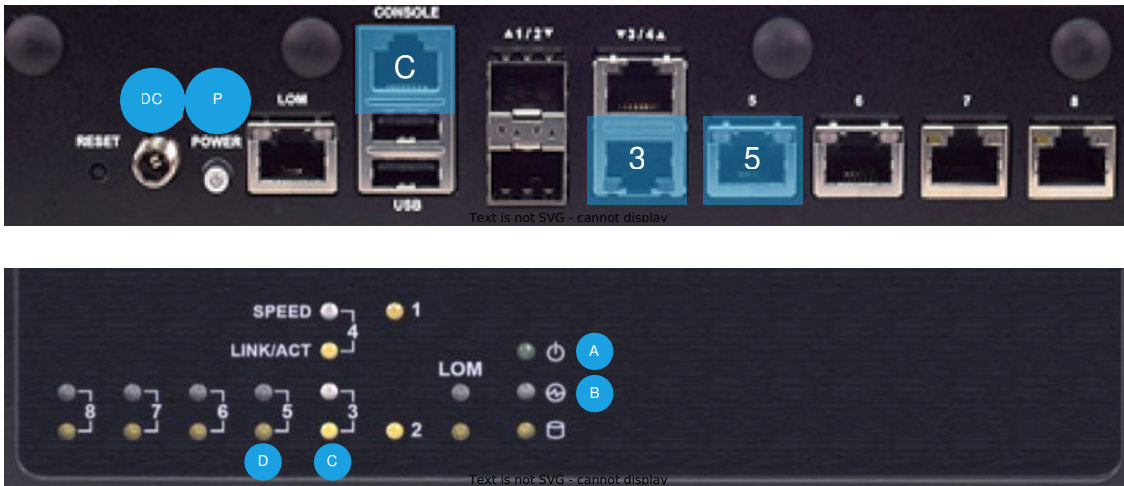 CONSOLE
▲1/2▼
▼3/4▲
DC
P
C
LOM
5
6
7
8
RESET
POWER
3
5
USB
Text is not SVG - cannot display
SPEED
4
1
LINK/ACT
A
LOM
B
8
7
6
5
3
2
D
C
Text is not SVG - cannot display